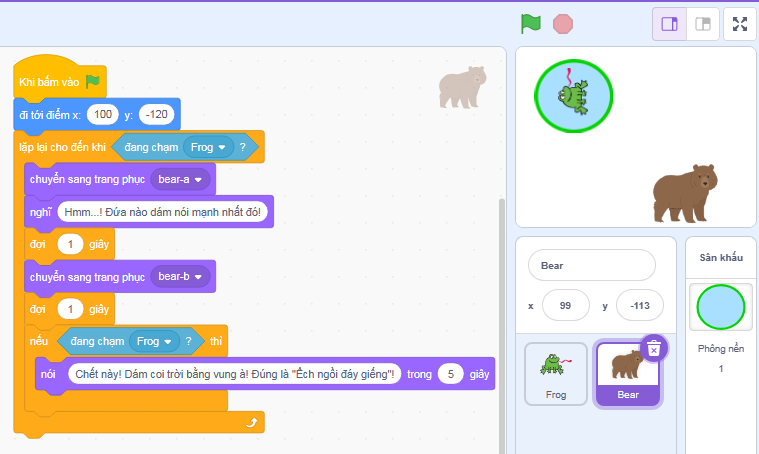 Khi bấm vào
đi tới điểm x: 100 y: -120
lặp lại cho đến khi đang chạm Frog ?
chuyển sang trang phục bear-a
nghĩ Hmm...! Đứa nào dám nói mạnh nhất đó!
đợi 1 giây
chuyển sang trang phục bear-b
đợi 1 giây
nếu đang chạm Frog ? thì
nói Chết này! Dám coi trời bằng vung à! Đúng là "Ếch ngồi đáy giếng"! trong 5 giây
Bear
x 99 y -113
Frog
Bear
Sân khấu
Phông nền
1